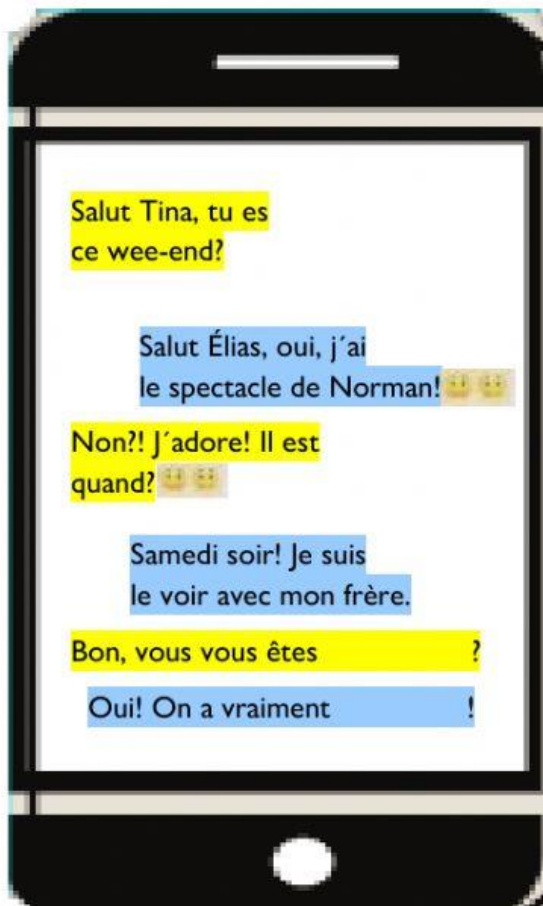 Salut Tina, tu es
ce wee-end?
Salut Élias, oui, j´ai
le spectacle de Norman!
Non?! J´adore! Il est
quand?
Samedi soir! Je suis
le voir avec mon frère.
Bon, vous vous êtes ?
Oui! On a vraiment !